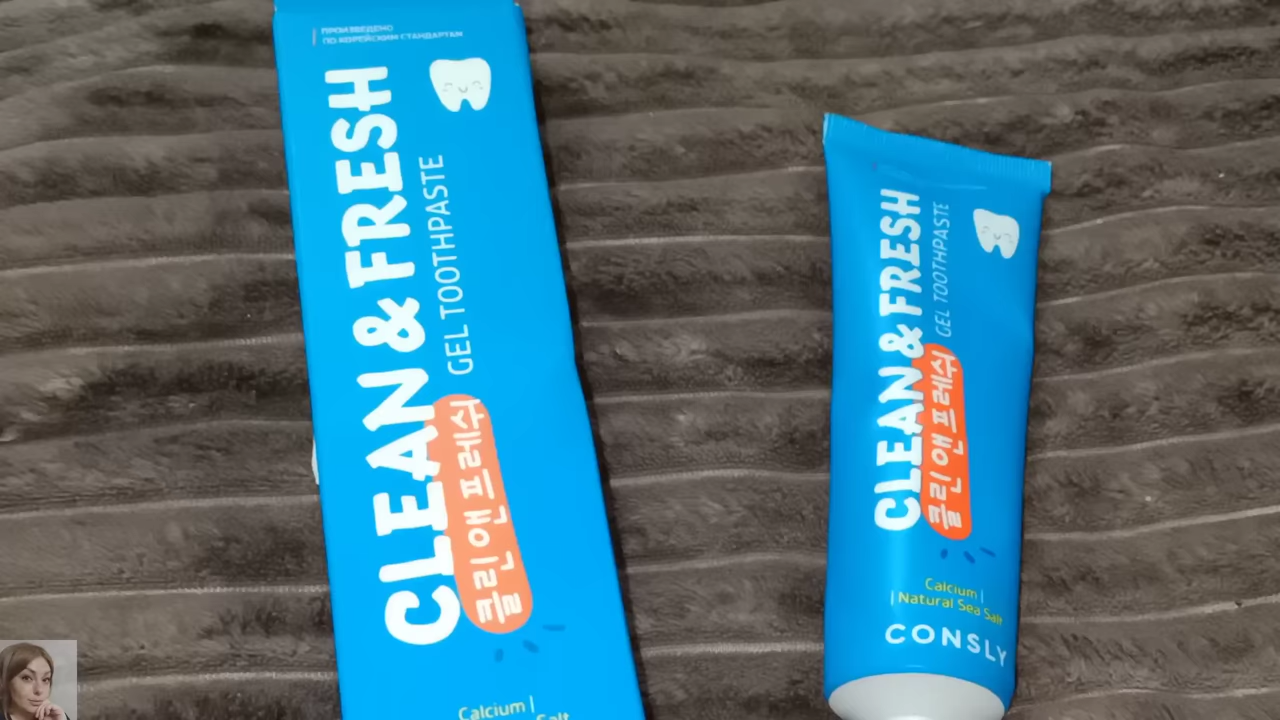 ПРОИЗВЕДЕНО
ПО КОРЕЙСКИМ СТАНДАРТАМ
CLEAN & FRESH
GEL TOOTHPASTE
클린 앤 프레쉬
Calcium |
Salt
CLEAN & FRESH
GEL TOOTHPASTE
클린 앤 프레쉬
Calcium |
| Natural Sea Salt
CONSLY